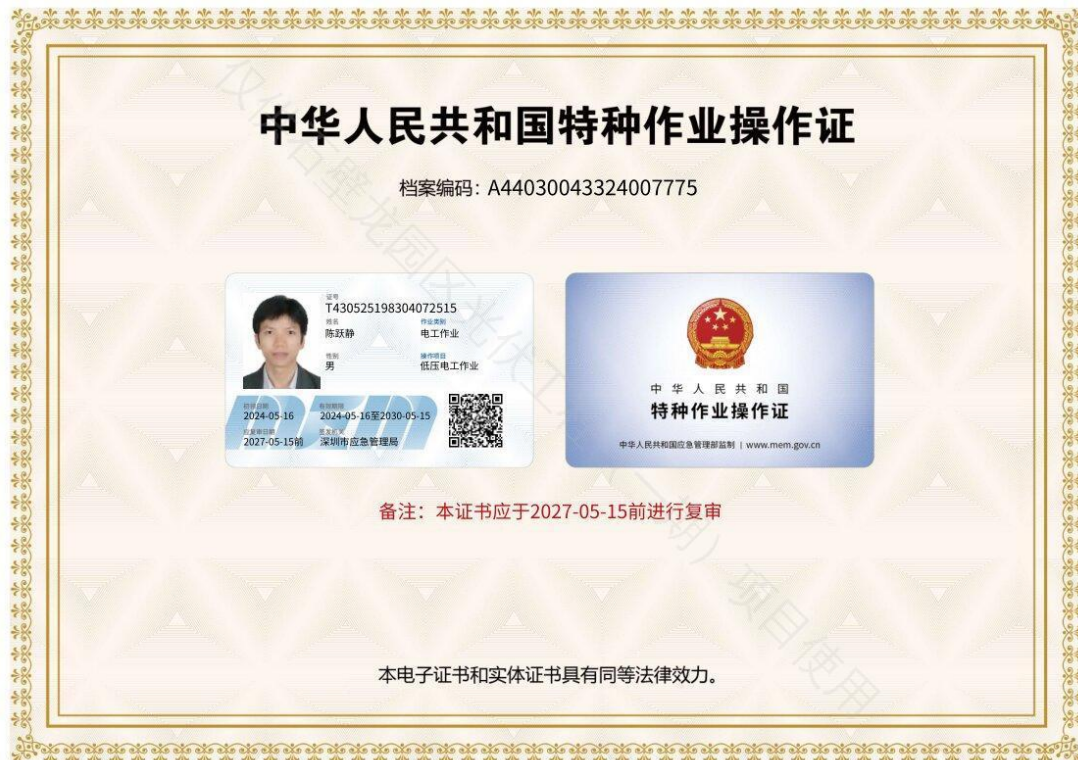 中华人民共和国特种作业操作证
档案编码：A44030043324007775
证号
T430525198304072515
姓名 作业类别
陈跃静 电工作业
性别 操作项目
男 低压电工作业
初领日期 有效期限
2024-05-16 2024-05-16至2030-05-15
应复审日期 签发机关
2027-05-15前 深圳市应急管理局
中华人民共和国
特种作业操作证
中华人民共和国应急管理部监制 | www.mem.gov.cn
备注：本证书应于2027-05-15前进行复审
本电子证书和实体证书具有同等法律效力。